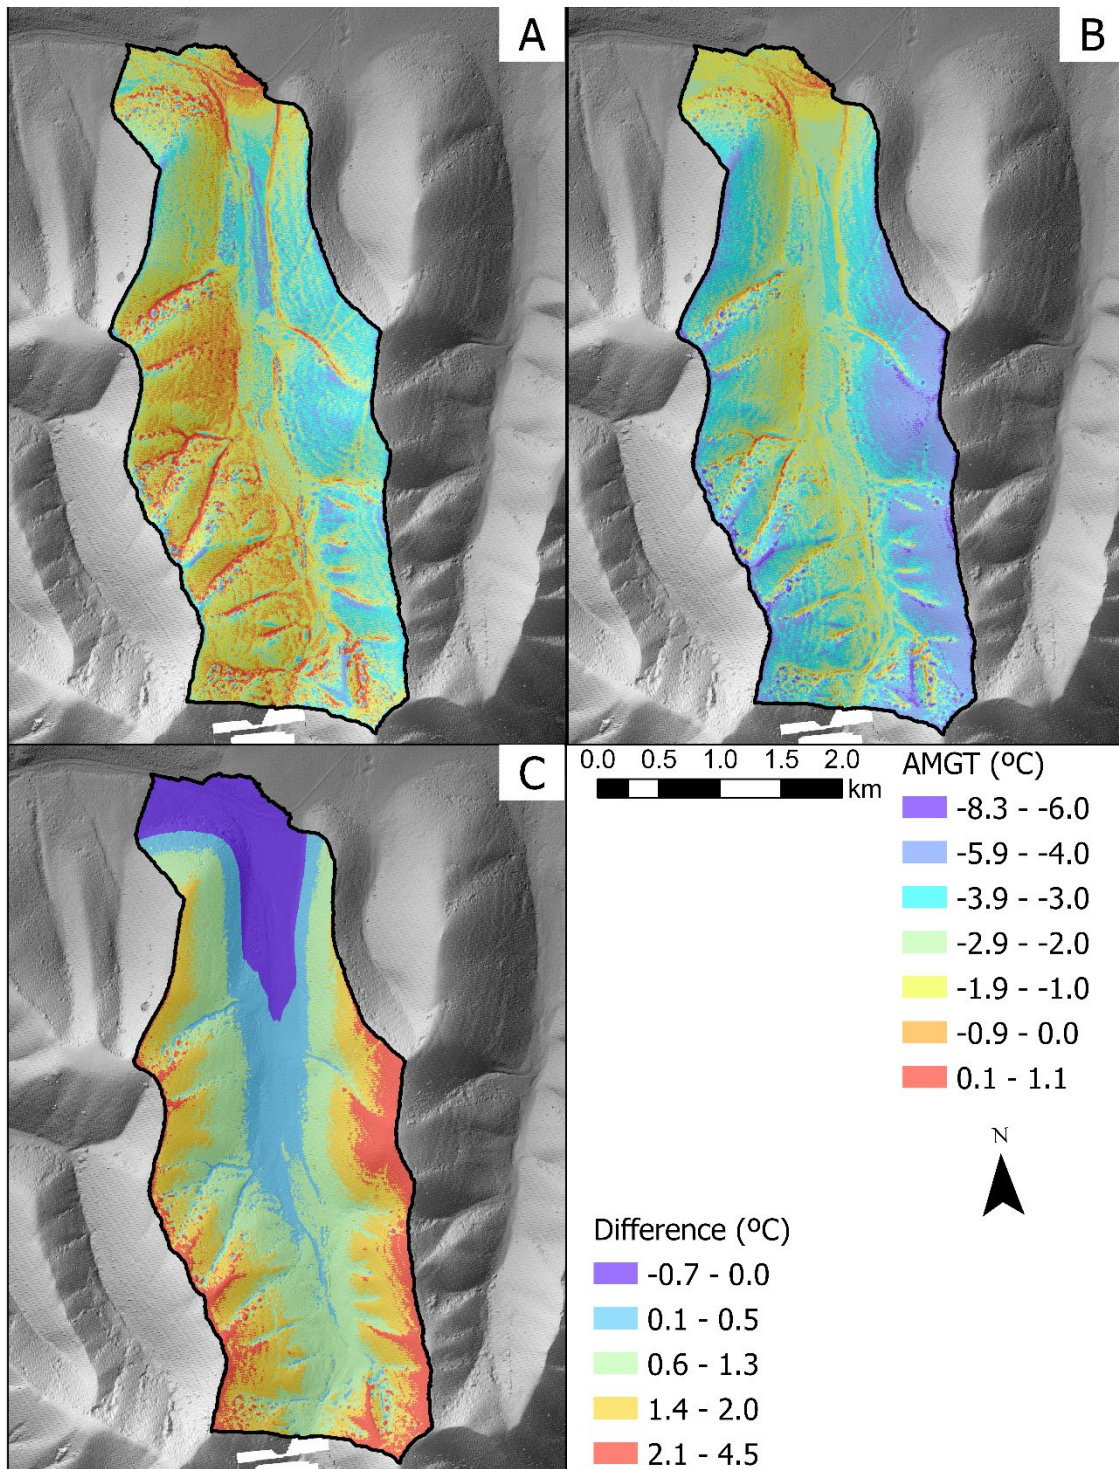 A
B
C
0.0 0.5 1.0 1.5 2.0
km
AMGT (ºC)
-8.3 - -6.0
-5.9 - -4.0
-3.9 - -3.0
-2.9 - -2.0
-1.9 - -1.0
-0.9 - 0.0
0.1 - 1.1
N
Difference (ºC)
-0.7 - 0.0
0.1 - 0.5
0.6 - 1.3
1.4 - 2.0
2.1 - 4.5